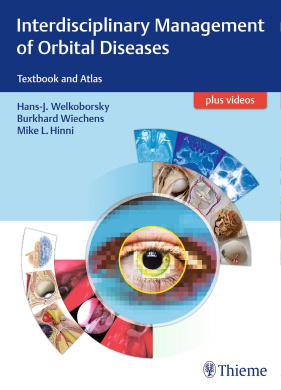 Interdisciplinary Management
of Orbital Diseases
Textbook and Atlas
Hans-J. Welkoborsky
Burkhard Wiechens
Mike L. Hinni
plus videos
Thieme